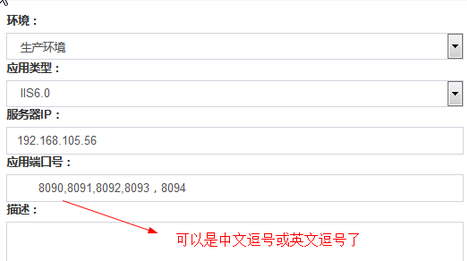 环境：
生产环境
应用类型：
IIS6.0
服务器IP：
192.168.105.56
应用端口号：
8090,8091,8092,8093，8094
描述：
可以是中文逗号或英文逗号了